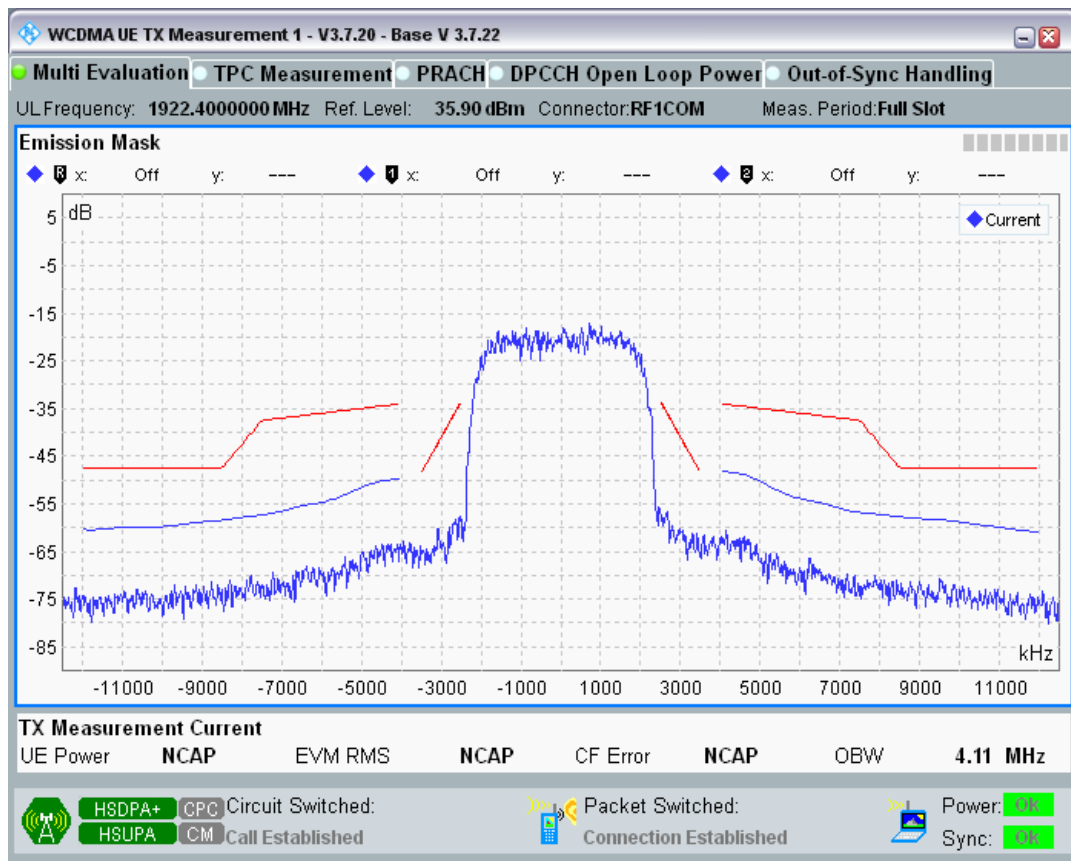 WCDMA UE TX Measurement 1 - V3.7.20 - Base V 3.7.22
Multi Evaluation TPC Measurement PRACH DPCCH Open Loop Power Out-of-Sync Handling
UL Frequency: 1922.4000000 MHz Ref. Level: 35.90 dBm Connector:RF1COM Meas. Period:Full Slot
Emission Mask
R x: Off y: --- 1 x: Off y: --- 2 x: Off y: ---
dB
Current
5
-5
-15
-25
-35
-45
-55
-65
-75
-85
kHz
-11000 -9000 -7000 -5000 -3000 -1000 1000 3000 5000 7000 9000 11000
TX Measurement Current
UE Power NCAP EVM RMS NCAP CF Error NCAP OBW 4.11 MHz
HSDPA+ CPC Circuit Switched: Packet Switched: Power: OK
HSUPA CM Call Established Connection Established Sync: OK